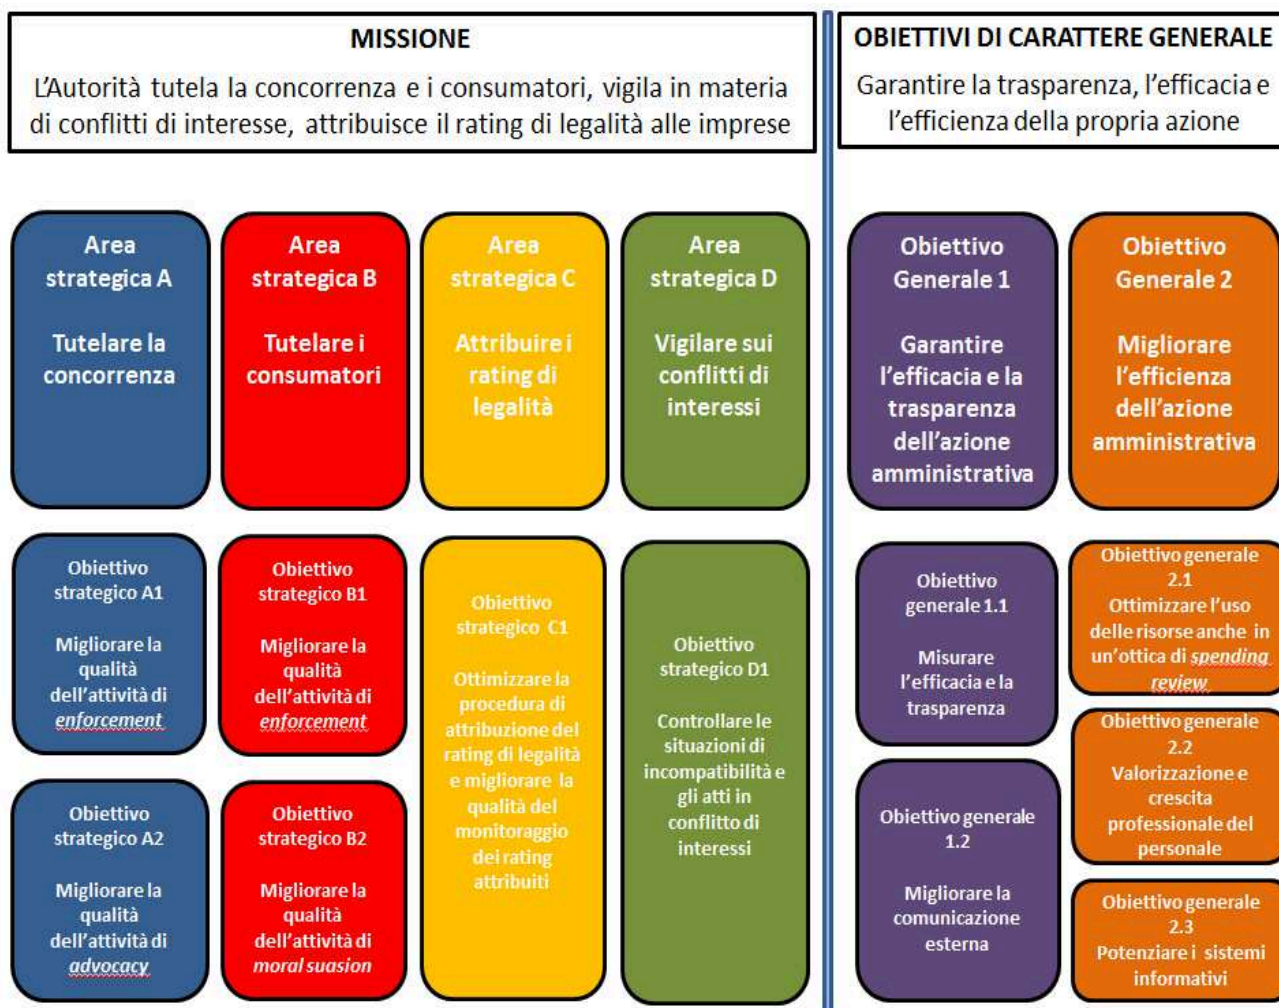 MISSIONE
L'Autorità tutela la concorrenza e i consumatori, vigila in materia
di conflitti di interesse, attribuisce il rating di legalità alle imprese
OBIETTIVI DI CARATTERE GENERALE
Garantire la trasparenza, l'efficacia e
l'efficienza della propria azione
Area
strategica A
Tutelare la
concorrenza
Area
strategica B
Tutelare i
consumatori
Area
strategica C
Attribuire i
rating di
legalità
Area
strategica D
Vigilare sui
conflitti di
interessi
Obiettivo
Generale 1
Garantire
l'efficacia e la
trasparenza
dell'azione
amministrativa
Obiettivo
Generale 2
Migliorare
l'efficienza
dell'azione
amministrativa
Obiettivo
strategico A1
Migliorare la
qualità
dell'attività di
enforcement
Obiettivo
strategico B1
Migliorare la
qualità
dell'attività di
enforcement
Obiettivo
strategico C1
Ottimizzare la
procedura di
attribuzione del
rating di legalità
e migliorare la
qualità del
monitoraggio
dei rating
attribuiti
Obiettivo
strategico D1
Controllare le
situazioni di
incompatibilità e
gli atti in
conflitto di
interessi
Obiettivo
generale 1.1
Misurare
l'efficacia e la
trasparenza
Obiettivo generale
2.1
Ottimizzare l'uso
delle risorse anche in
un'ottica di spending
review
Obiettivo generale
2.2
Valorizzazione e
crescita
professionale del
personale
Obiettivo
strategico A2
Migliorare la
qualità
dell'attività di
advocacy
Obiettivo
strategico B2
Migliorare la
qualità
dell'attività di
moral suasion
Obiettivo generale
1.2
Migliorare la
comunicazione
esterna
Obiettivo generale
2.3
Potenziare i sistemi
informativi